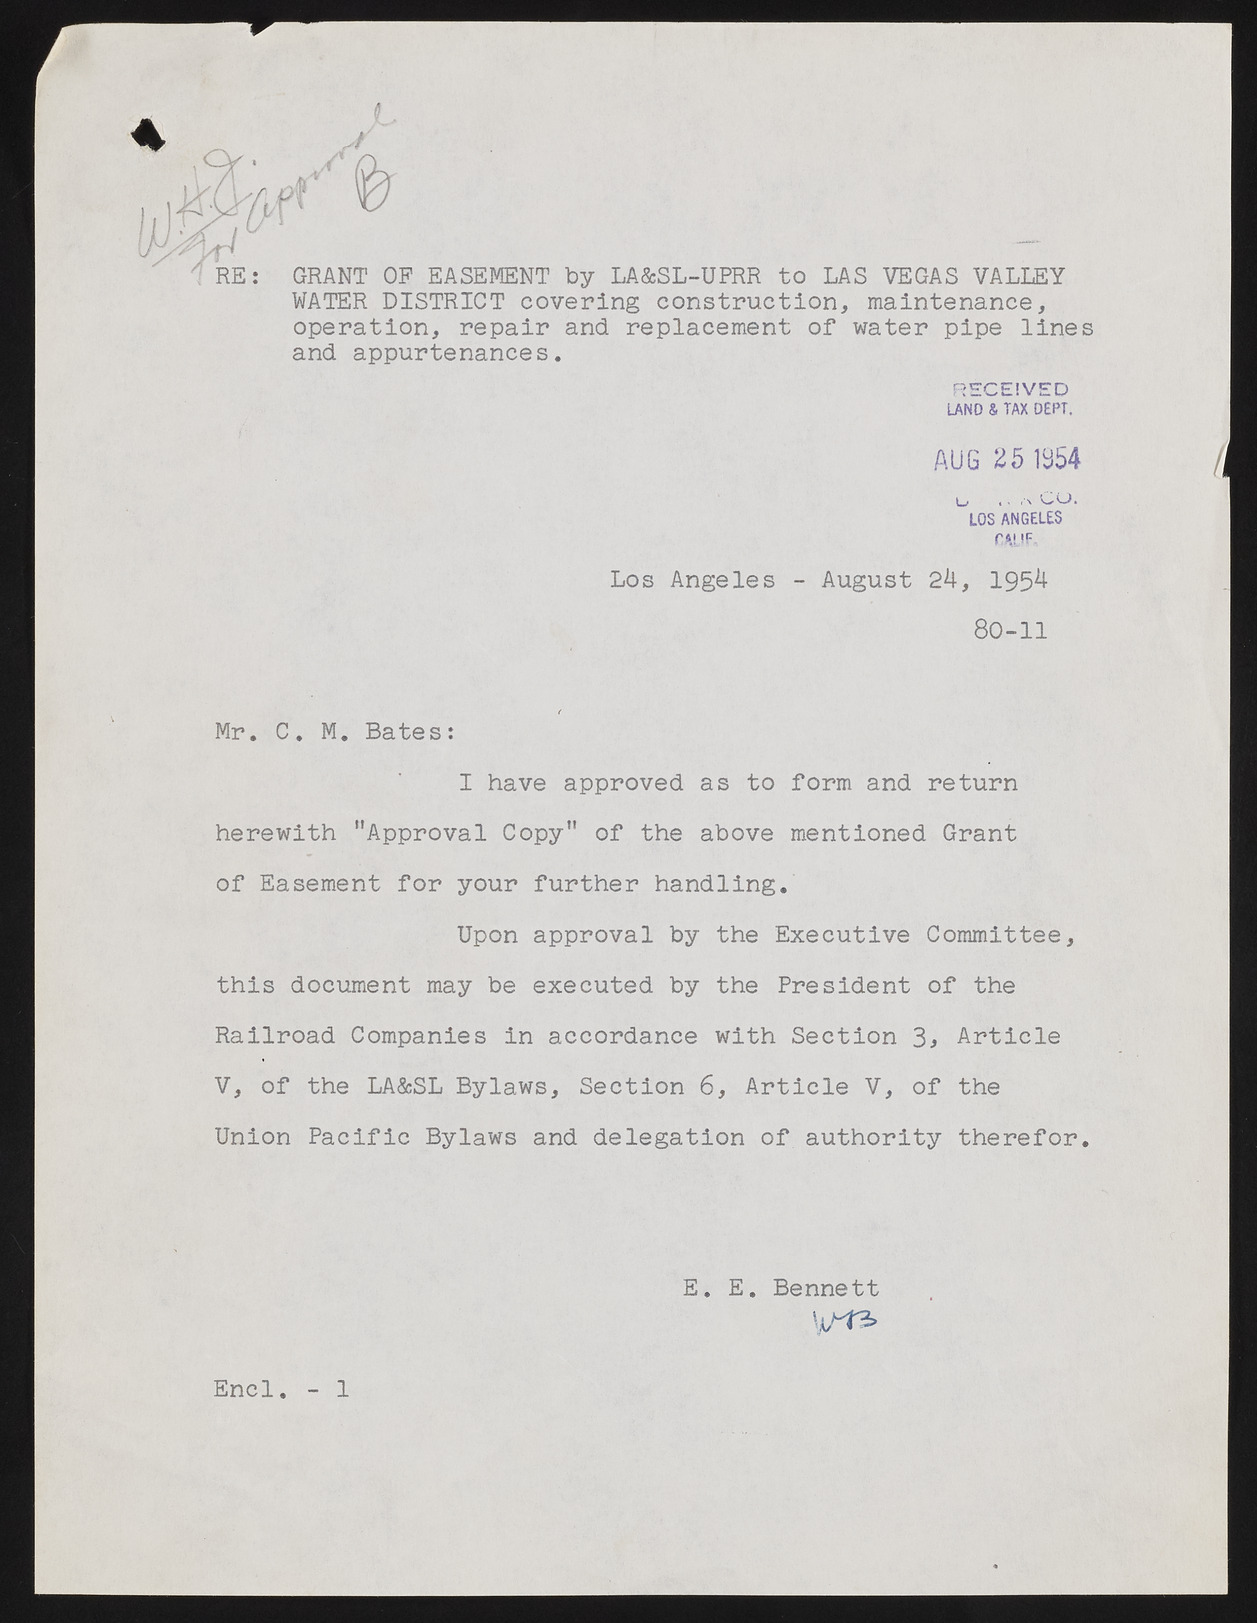 W.H.J.
for approval
B
RE: GRANT OF EASEMENT by LA&SL-UPRR to LAS VEGAS VALLEY
WATER DISTRICT covering construction, maintenance,
operation, repair and replacement of water pipe lines
and appurtenances.
RECEIVED
LAND & TAX DEPT.
AUG 25 1954
CO.
LOS ANGELES
CALIF.
Los Angeles - August 24, 1954
80-11
Mr. C. M. Bates:
I have approved as to form and return
herewith "Approval Copy" of the above mentioned Grant
of Easement for your further handling.
Upon approval by the Executive Committee,
this document may be executed by the President of the
Railroad Companies in accordance with Section 3, Article
V, of the LA&SL Bylaws, Section 6, Article V, of the
Union Pacific Bylaws and delegation of authority therefor.
E. E. Bennett
WTB
Encl. - 1